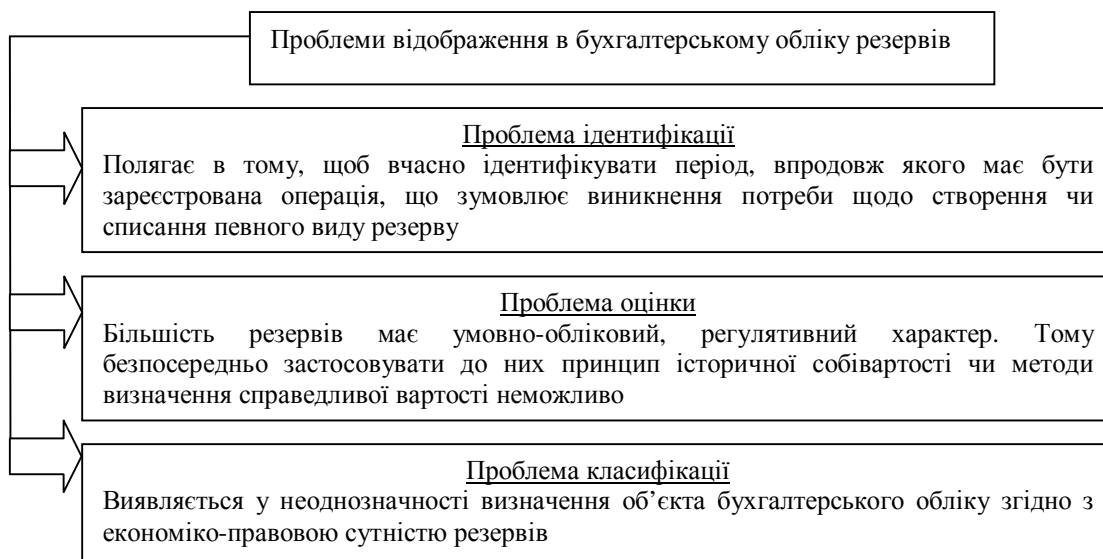 Проблеми відображення в бухгалтерському обліку резервів
Проблема ідентифікації
Полягає в тому, щоб вчасно ідентифікувати період, впродовж якого має бути
зареєстрована операція, що зумовлює виникнення потреби щодо створення чи
списання певного виду резерву
Проблема оцінки
Більшість резервів має умовно-обліковий, регулятивний характер. Тому
безпосередньо застосовувати до них принцип історичної собівартості чи методи
визначення справедливої вартості неможливо
Проблема класифікації
Виявляється у неоднозначності визначення об’єкта бухгалтерського обліку згідно з
економіко-правовою сутністю резервів